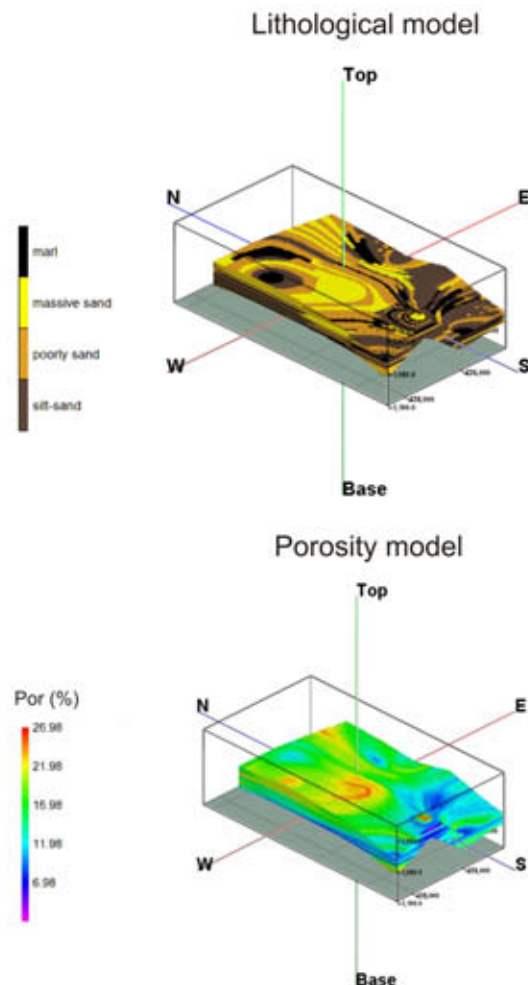 Lithological model
Top
N
E
marl
massive sand
poorly sand
silt-sand
W
S
Base
Porosity model
Top
Por (%)
N
E
26.98
21.98
16.98
11.98
6.98
W
S
Base